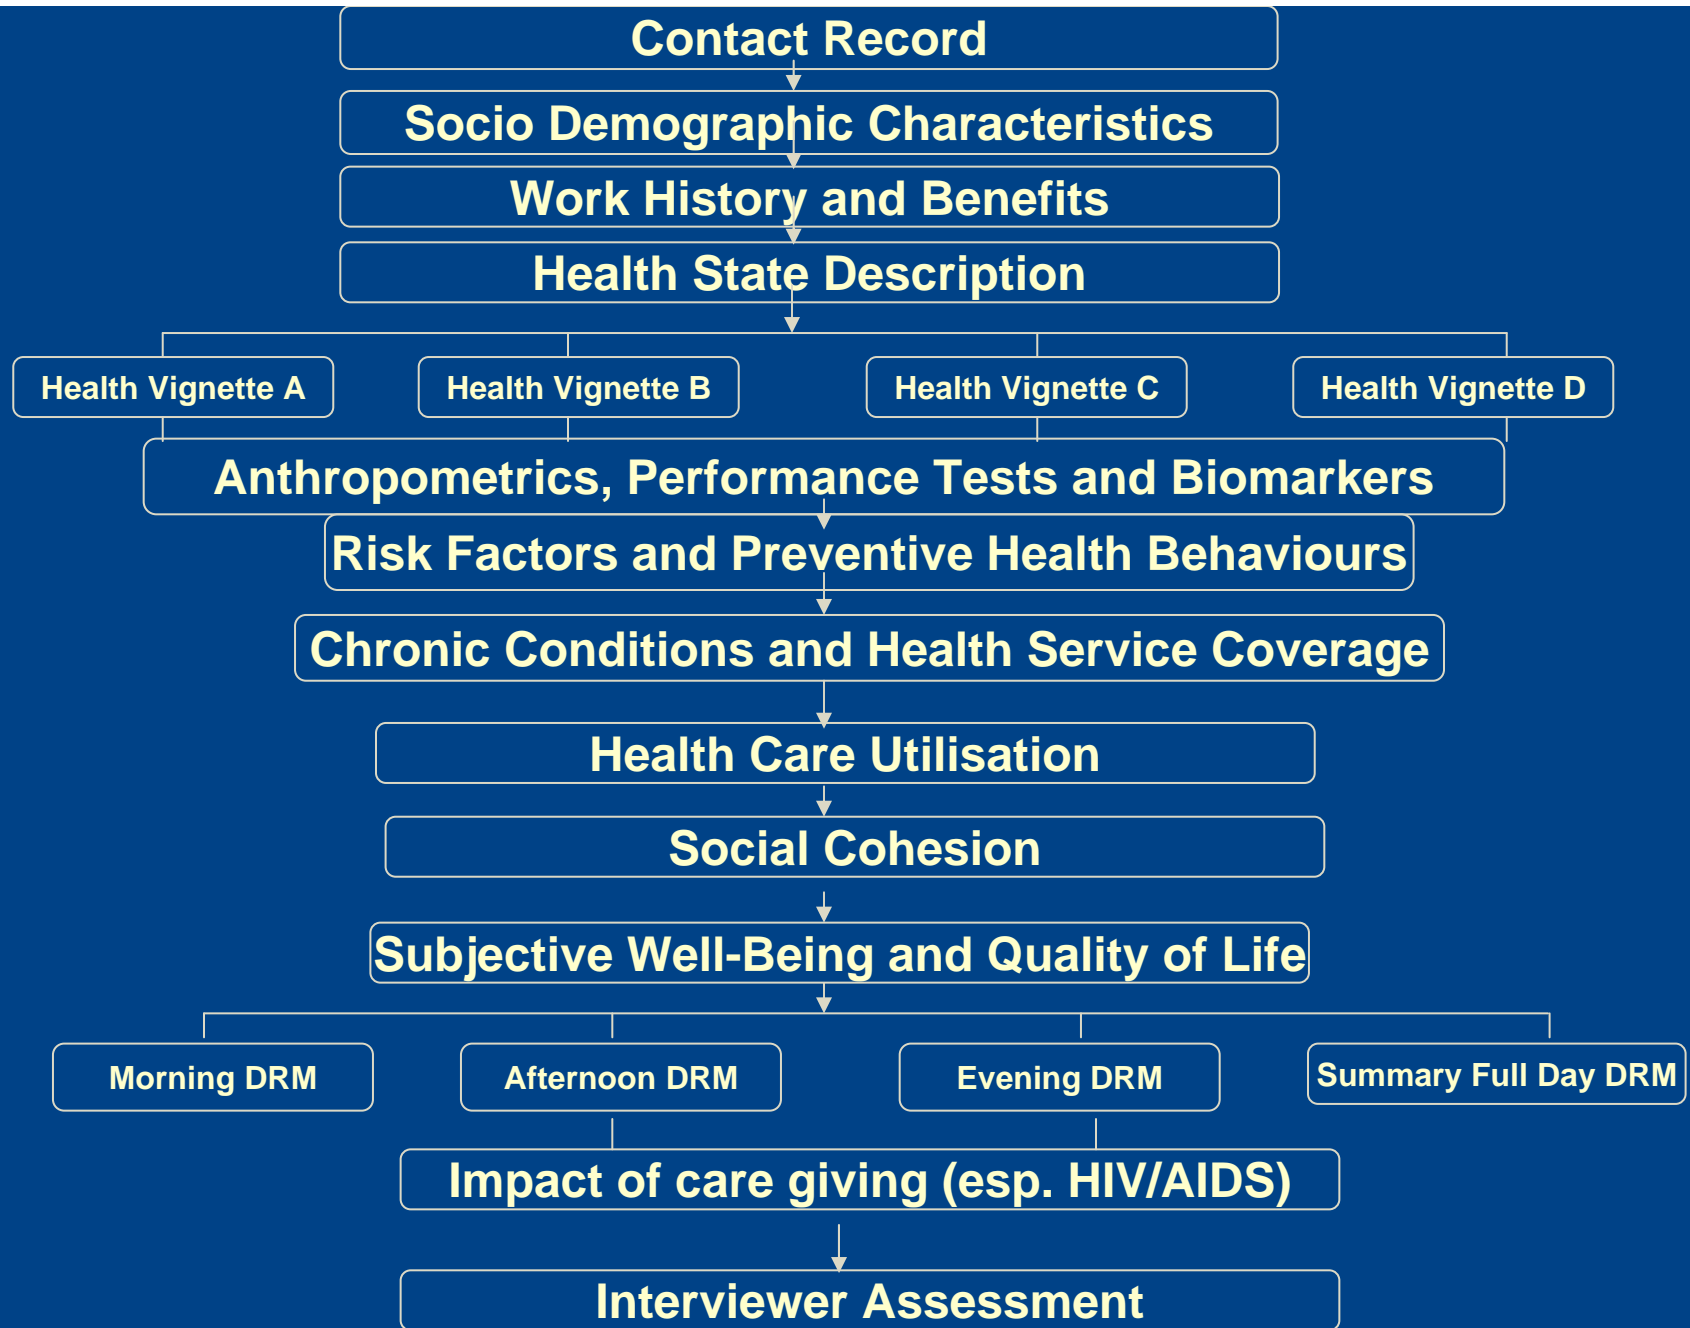 Contact Record
Socio Demographic Characteristics
Work History and Benefits
Health State Description
Health Vignette A
Health Vignette B
Health Vignette C
Health Vignette D
Anthropometrics, Performance Tests and Biomarkers
Risk Factors and Preventive Health Behaviours
Chronic Conditions and Health Service Coverage
Health Care Utilisation
Social Cohesion
Subjective Well-Being and Quality of Life
Morning DRM
Afternoon DRM
Evening DRM
Summary Full Day DRM
Impact of care giving (esp. HIV/AIDS)
Interviewer Assessment